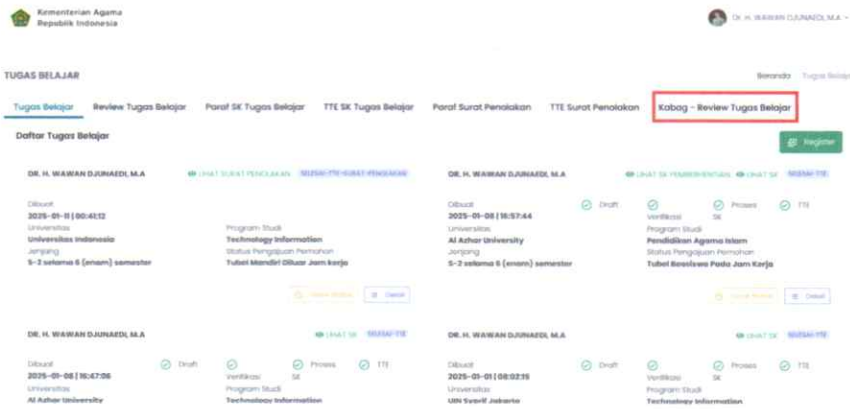 Kementerian Agama
Republik Indonesia
Dr. H. WAWAN DJUNAEDI, M.A
TUGAS BELAJAR
Beranda Tugas Belajar
Tugas Belajar Review Tugas Belajar Paraf SK Tugas Belajar TTE SK Tugas Belajar Paraf Surat Penolakan TTE Surat Penolakan Kabag - Review Tugas Belajar
Daftar Tugas Belajar
Register
DR. H. WAWAN DJUNAEDI, M.A LIHAT SURAT PENOLAKAN SELESAI-TTE-SURAT-PENOLAKAN
Dibuat
2025-01-11 | 00:41:12
Universitas Program Studi
Universitas Indonesia Technology Information
Jenjang Status Pengajuan Permohan
S-2 selama 6 (enam) semester Tubel Mandiri Diluar Jam kerja
Detail
DR. H. WAWAN DJUNAEDI, M.A LIHAT SK PEMBERHENTIAN LIHAT SK SELESAI-TTE
Dibuat Draft Verifikasi Proses SK TTE
2025-01-08 | 16:57:44
Universitas Program Studi
Al Azhar University Pendidikan Agama Islam
Jenjang Status Pengajuan Permohan
S-2 selama 6 (enam) semester Tubel Beasiswa Pada Jam Kerja
Detail
DR. H. WAWAN DJUNAEDI, M.A LIHAT SK SELESAI-TTE
Dibuat Draft Verifikasi Proses SK TTE
2025-01-08 | 16:47:06
Universitas Program Studi
Al Azhar University Technology Information
DR. H. WAWAN DJUNAEDI, M.A LIHAT SK SELESAI-TTE
Dibuat Draft Verifikasi Proses SK TTE
2025-01-01 | 08:02:15
Universitas Program Studi
UIN Syarif Jakarta Technology Information